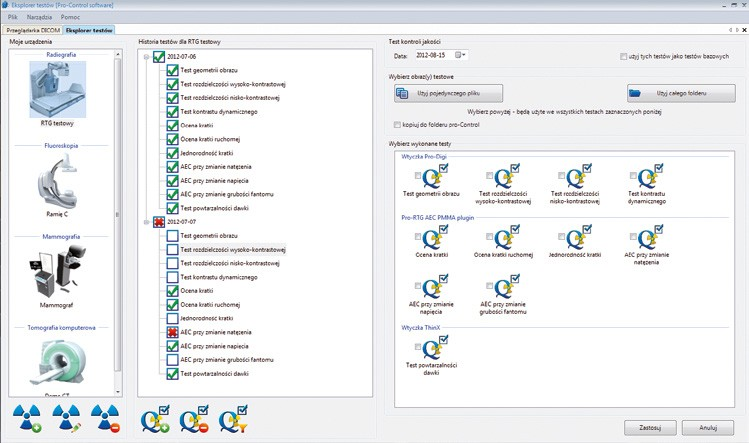 Eksplorer testów [Pro-Control software]
Plik Narzędzia Pomoc
Przeglądarka DICOM Eksplorer testów
Moje urządzenia
Radiografia
RTG testowy
Fluoroskopia
Ramię C
Mammografia
Mammograf
Tomografia komputerowa
Demo CZ
Historia testów dla RTG testowy
2012-07-06
Test geometrii obrazu
Test rozdzielczości wysoko-kontrastowej
Test rozdzielczości nisko-kontrastowej
Test kontrastu dynamicznego
Ocena kratki
Ocena kratki ruchomej
Jednorodność kratki
AEC przy zmianie natężenia
AEC przy zmianie napięcia
AEC przy zmianie grubości fantomu
Test powtarzalności dawki
2012-07-07
Test geometrii obrazu
Test rozdzielczości wysoko-kontrastowej
Test rozdzielczości nisko-kontrastowej
Test kontrastu dynamicznego
Ocena kratki
Ocena kratki ruchomej
Jednorodność kratki
AEC przy zmianie natężenia
AEC przy zmianie napięcia
AEC przy zmianie grubości fantomu
Test powtarzalności dawki
Test kontroli jakości
Data: 2012-08-15
użyj tych testów jako testów bazowych
Wybierz obraz(y) testowe
Użyj pojedynczego pliku
Użyj całego folderu
Wybierz powyżej - będą użyte we wszystkich testach zaznaczonych poniżej
kopiuj do folderu pro-Control
Wybierz wykonane testy
Wtyczka Pro-Digi
Test geometrii obrazu
Test rozdzielczości
wysoko-kontrastowej
Test rozdzielczości
nisko-kontrastowej
Test kontrastu
dynamicznego
Pro-RTG AEC PMMA plugin
Ocena kratki
Ocena kratki ruchomej
Jednorodność kratki
AEC przy zmianie
natężenia
AEC przy zmianie
napięcia
AEC przy zmianie
grubości fantomu
Wtyczka ThinX
Test powtarzalności
dawki
Zastosuj
Anuluj